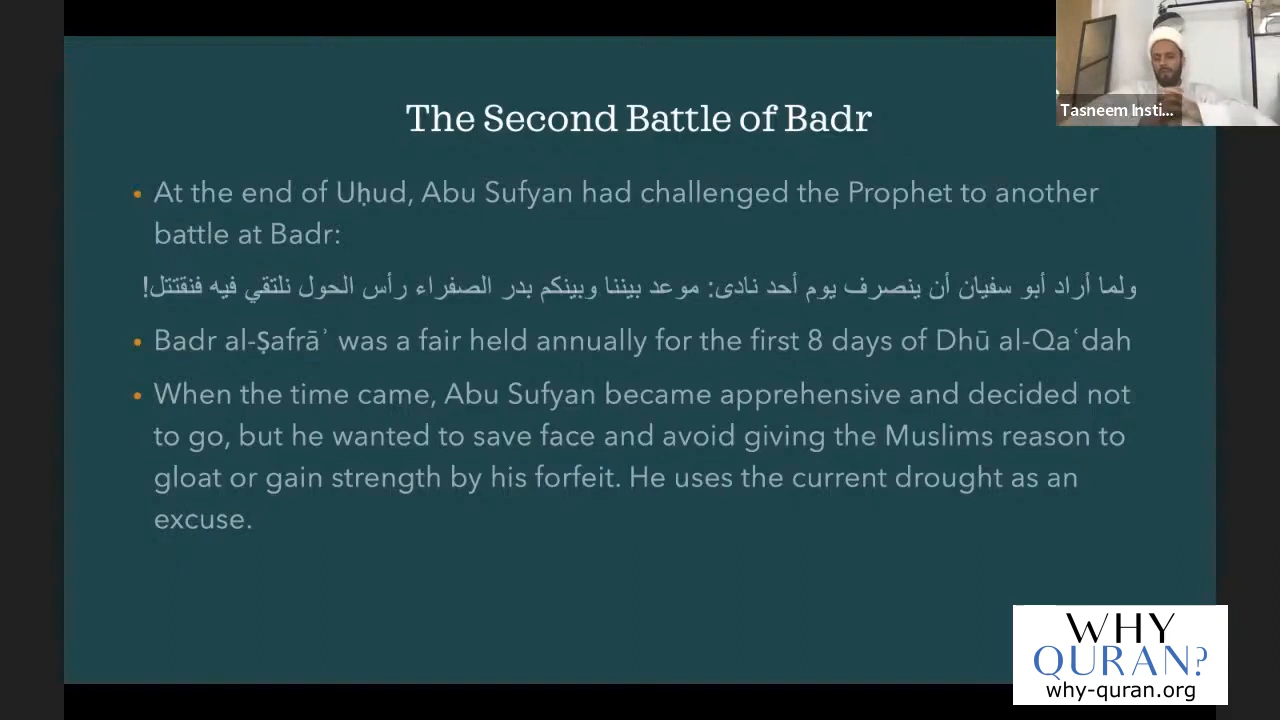 The Second Battle of Badr
Tasneem Insti...
• At the end of Uḥud, Abu Sufyan had challenged the Prophet to another
battle at Badr:
ولما أراد أبو سفيان أن ينصرف يوم أحد نادى: موعد بيننا وبينكم بدر الصفراء رأس الحول نلتقي فيه فنقتتل!
• Badr al-Ṣafrāʾ was a fair held annually for the first 8 days of Dhū al-Qaʿdah
• When the time came, Abu Sufyan became apprehensive and decided not
to go, but he wanted to save face and avoid giving the Muslims reason to
gloat or gain strength by his forfeit. He uses the current drought as an
excuse.
WHY
QURAN?
why-quran.org